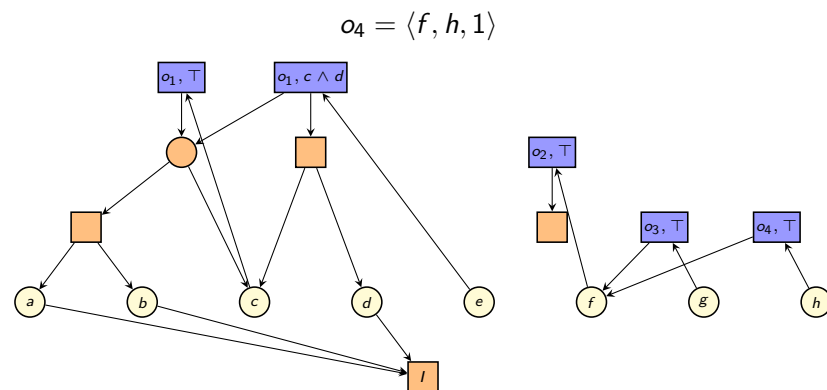 o₄ = ⟨f, h, 1⟩
o₁, ⊤
o₁, c ∧ d
o₂, ⊤
o₃, ⊤
o₄, ⊤
a
b
c
d
e
f
g
h
I